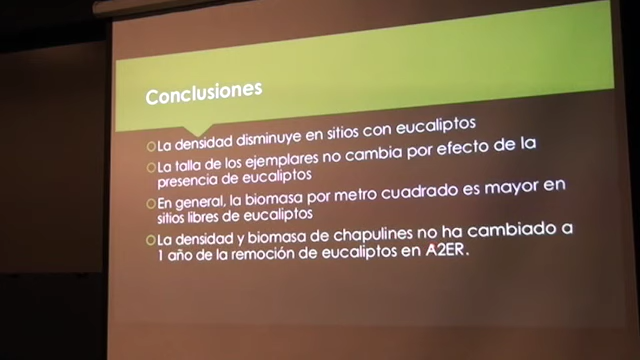 Conclusiones
La densidad disminuye en sitios con eucaliptos
La talla de los ejemplares no cambia por efecto de la
presencia de eucaliptos
En general, la biomasa por metro cuadrado es mayor en
sitios libres de eucaliptos
La densidad y biomasa de chapulines no ha cambiado a
1 año de la remoción de eucaliptos en A2ER.